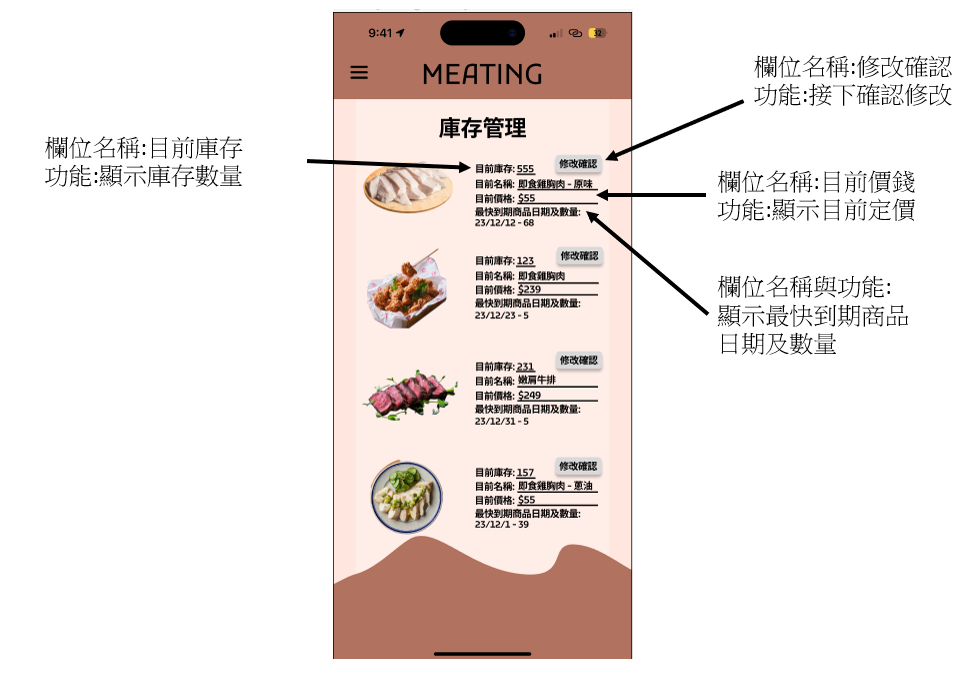 9:41
32
MEATING
庫存管理
目前庫存: 555
修改確認
目前名稱: 即食雞胸肉 - 原味
目前價格: $55
最快到期商品日期及數量:
23/12/12 - 68
目前庫存: 123
修改確認
目前名稱: 即食雞胸肉
目前價格: $239
最快到期商品日期及數量:
23/12/23 - 5
目前庫存: 231
修改確認
目前名稱: 嫩肩牛排
目前價格: $249
最快到期商品日期及數量:
23/12/31 - 5
目前庫存: 157
修改確認
目前名稱: 即食雞胸肉 - 蔥油
目前價格: $55
最快到期商品日期及數量:
23/12/1 - 39
欄位名稱:目前庫存
功能:顯示庫存數量
欄位名稱:修改確認
功能:接下確認修改
欄位名稱:目前價錢
功能:顯示目前定價
欄位名稱與功能:
顯示最快到期商品
日期及數量